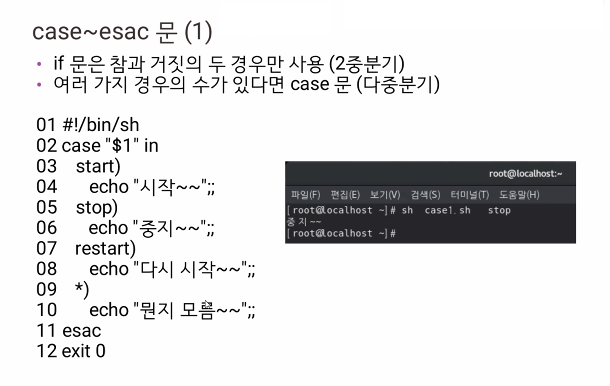 case~esac 문 (1)
• if 문은 참과 거짓의 두 경우만 사용 (2중분기)
• 여러 가지 경우의 수가 있다면 case 문 (다중분기)
01 #!/bin/sh
02 case "$1" in
03 start)
04 echo "시작~~";;
05 stop)
06 echo "중지~~";;
07 restart)
08 echo "다시 시작~~";;
09 *)
10 echo "뭔지 모름~~";;
11 esac
12 exit 0
root@localhost:~
파일(F) 편집(E) 보기(V) 검색(S) 터미널(T) 도움말(H)
[root@localhost ~]# sh case1.sh stop
중지~~
[root@localhost ~]#